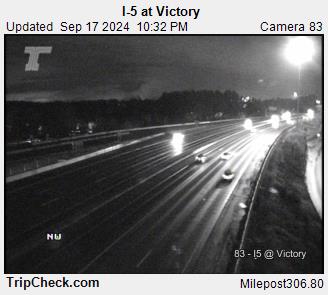 I-5 at Victory
Updated Sep 17 2024 10:32 PM Camera 83
T
NW
83 - I5 @ Victory
TripCheck.com Milepost306.80